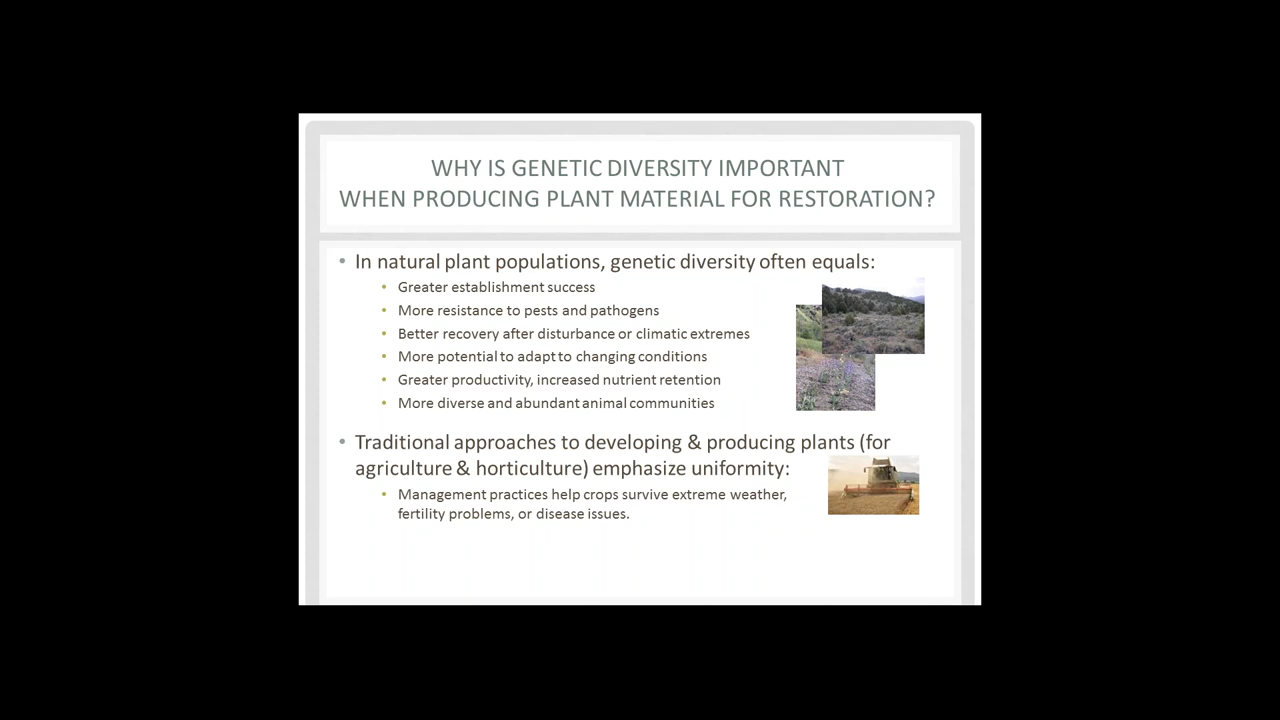 WHY IS GENETIC DIVERSITY IMPORTANT
WHEN PRODUCING PLANT MATERIAL FOR RESTORATION?
• In natural plant populations, genetic diversity often equals:
• Greater establishment success
• More resistance to pests and pathogens
• Better recovery after disturbance or climatic extremes
• More potential to adapt to changing conditions
• Greater productivity, increased nutrient retention
• More diverse and abundant animal communities
• Traditional approaches to developing & producing plants (for
agriculture & horticulture) emphasize uniformity:
• Management practices help crops survive extreme weather,
fertility problems, or disease issues.